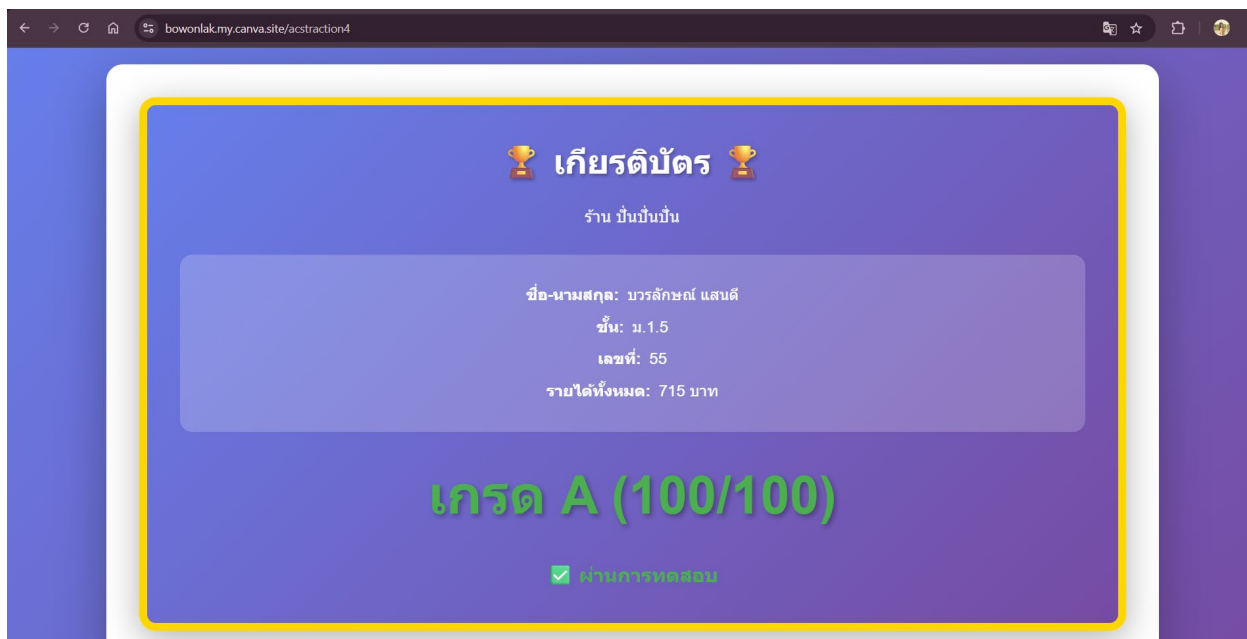 bowonlak.my.canva.site/acstraction4
🏆 เกียรติบัตร 🏆
ร้าน ปั่นปั่นปั่น
ชื่อ-นามสกุล: บวรลักษณ์ แสนดี
ชั้น: ม.1.5
เลขที่: 55
รายได้ทั้งหมด: 715 บาท
เกรด A (100/100)
✅ ผ่านการทดสอบ